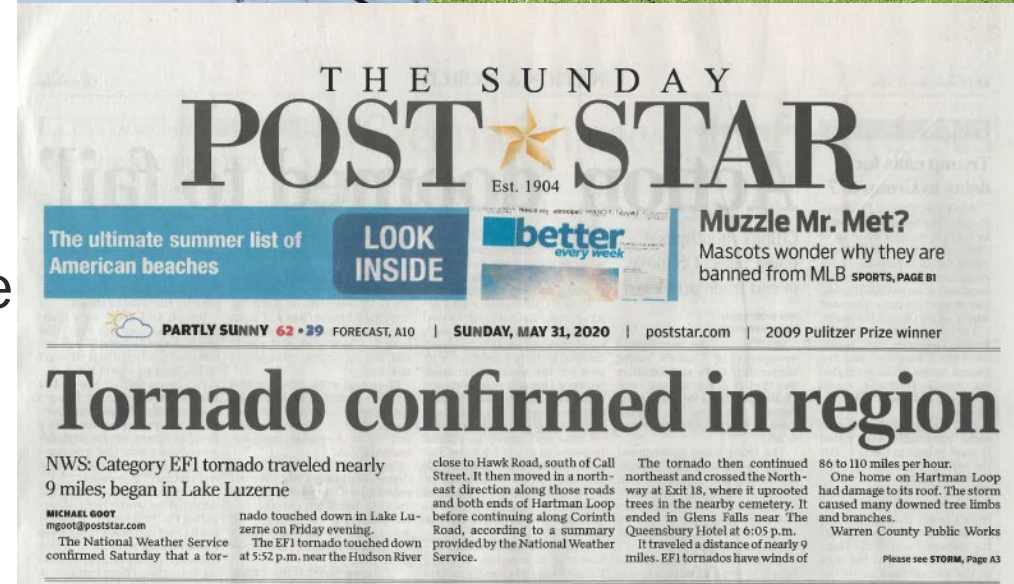 e
THE SUNDAY
POST STAR
Est. 1904
The ultimate summer list of
American beaches
LOOK
INSIDE
better
every week
Muzzle Mr. Met?
Mascots wonder why they are
banned from MLB SPORTS, PAGE B1
PARTLY SUNNY 62 • 39 FORECAST, A10 | SUNDAY, MAY 31, 2020 | poststar.com | 2009 Pulitzer Prize winner
Tornado confirmed in region
NWS: Category EF1 tornado traveled nearly
9 miles; began in Lake Luzerne
MICHAEL GOOT
mgoot@poststar.com
The National Weather Service
confirmed Saturday that a tor-
nado touched down in Lake Lu-
zerne on Friday evening.
The EF1 tornado touched down
at 5:52 p.m. near the Hudson River
close to Hawk Road, south of Call
Street. It then moved in a north-
east direction along those roads
and both ends of Hartman Loop
before continuing along Corinth
Road, according to a summary
provided by the National Weather
Service.
The tornado then continued
northeast and crossed the North-
way at Exit 18, where it uprooted
trees in the nearby cemetery. It
ended in Glens Falls near The
Queensbury Hotel at 6:05 p.m.
It traveled a distance of nearly 9
miles. EF1 tornados have winds of
86 to 110 miles per hour.
One home on Hartman Loop
had damage to its roof. The storm
caused many downed tree limbs
and branches.
Warren County Public Works
Please see STORM, Page A3